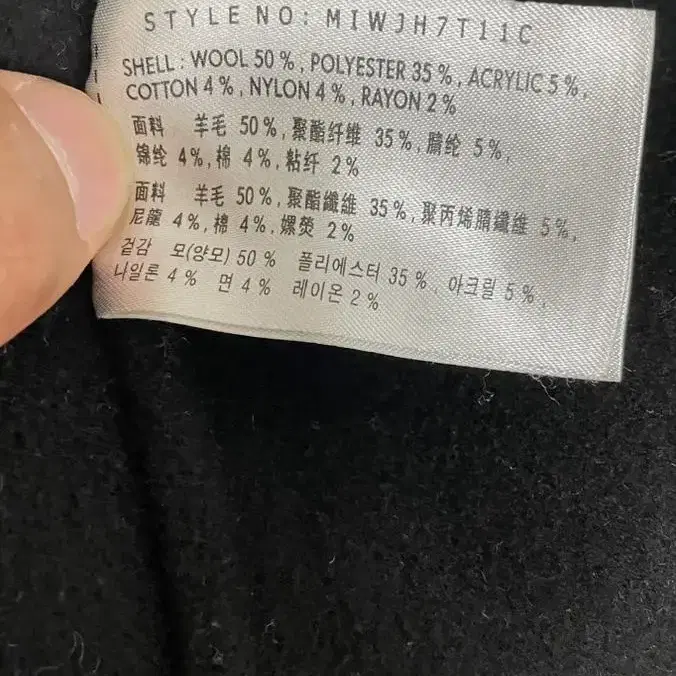 STYLE NO: MIWJH7T11C
SHELL: WOOL 50%, POLYESTER 35%, ACRYLIC 5%,
COTTON 4%, NYLON 4%, RAYON 2%
面料 羊毛 50%, 聚酯纤维 35%, 腈纶 5%,
锦纶 4%, 棉 4%, 粘纤 2%
面料 羊毛 50%, 聚酯纖維 35%, 聚丙烯腈纖維 5%,
尼龍 4%, 棉 4%, 嫘熒 2%
겉감 모(양모) 50% 폴리에스터 35%, 아크릴 5%,
니일론 4% 면 4% 레이온 2%